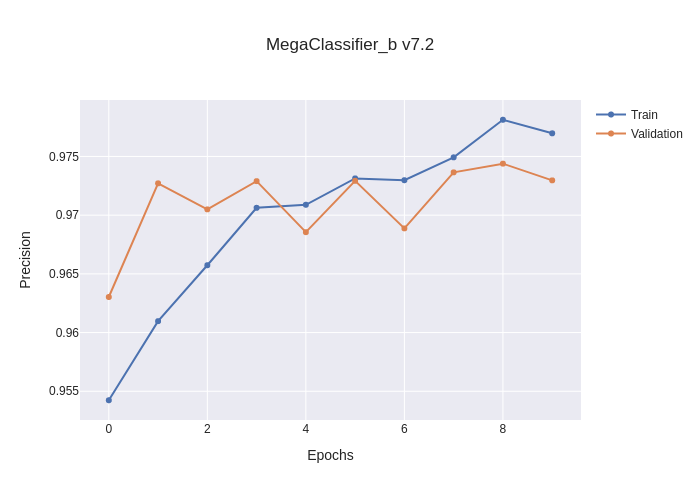 MegaClassifier_b v7.2
Train
Validation
0.975
0.97
0.965
0.96
0.955
Precision
0 2 4 6 8
Epochs